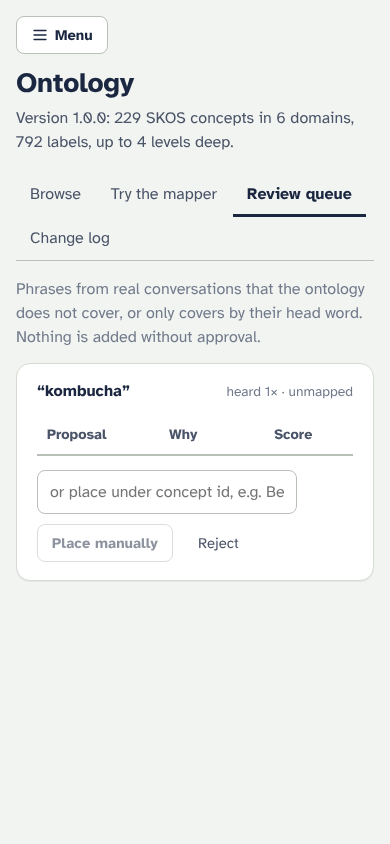 Menu
Ontology
Version 1.0.0: 229 SKOS concepts in 6 domains,
792 labels, up to 4 levels deep.
Browse Try the mapper Review queue
Change log
Phrases from real conversations that the ontology
does not cover, or only covers by their head word.
Nothing is added without approval.
“kombucha” heard 1× · unmapped
Proposal Why Score
or place under concept id, e.g. Be
Place manually Reject